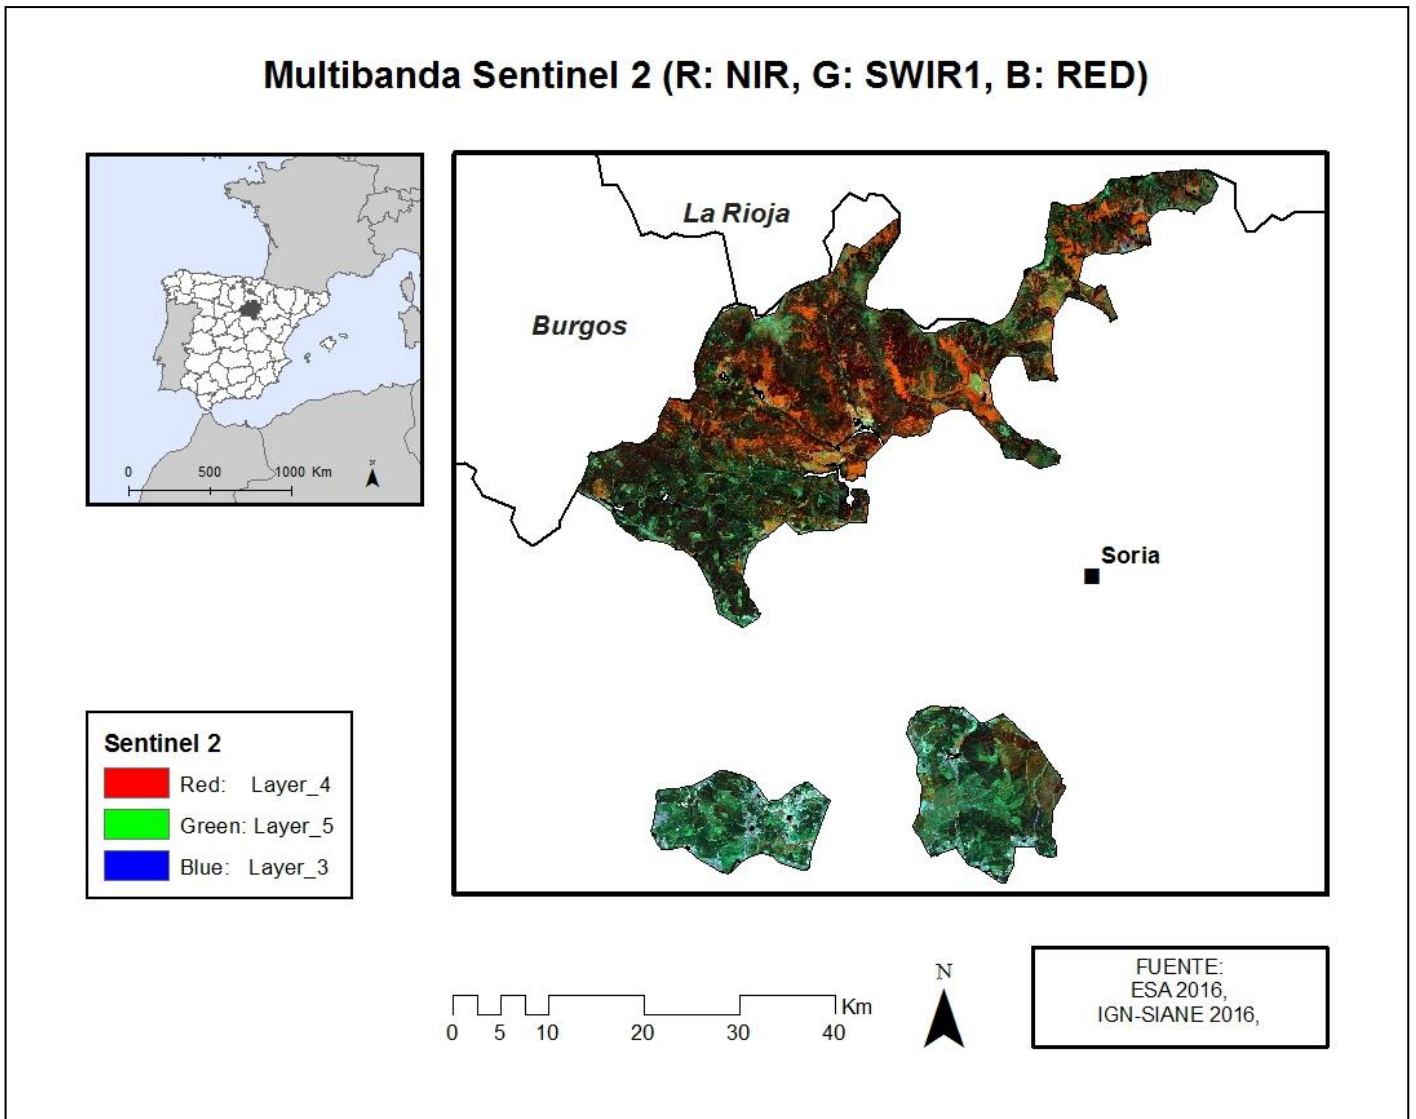 Multibanda Sentinel 2 (R: NIR, G: SWIR1, B: RED)
0 500 1000 Km
La Rioja
Burgos
Soria
Sentinel 2
Red: Layer_4
Green: Layer_5
Blue: Layer_3
0 5 10 20 30 40
Km
N
FUENTE:
ESA 2016,
IGN-SIANE 2016,